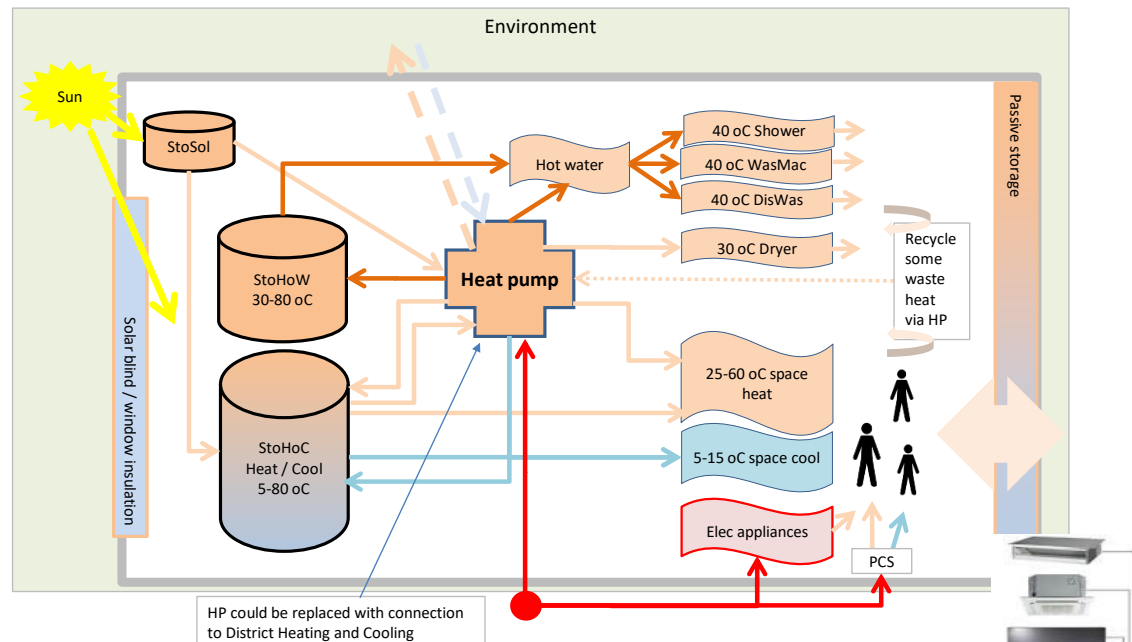 Environment
Sun
StoSol
Hot water
40 oC Shower
40 oC WasMac
40 oC DisWas
30 oC Dryer
Passive storage
Recycle
some
waste
heat
via HP
StoHoW
30-80 oC
Heat pump
Solar blind / window insulation
StoHoC
Heat / Cool
5-80 oC
25-60 oC space
heat
5-15 oC space cool
Elec appliances
PCS
HP could be replaced with connection
to District Heating and Cooling